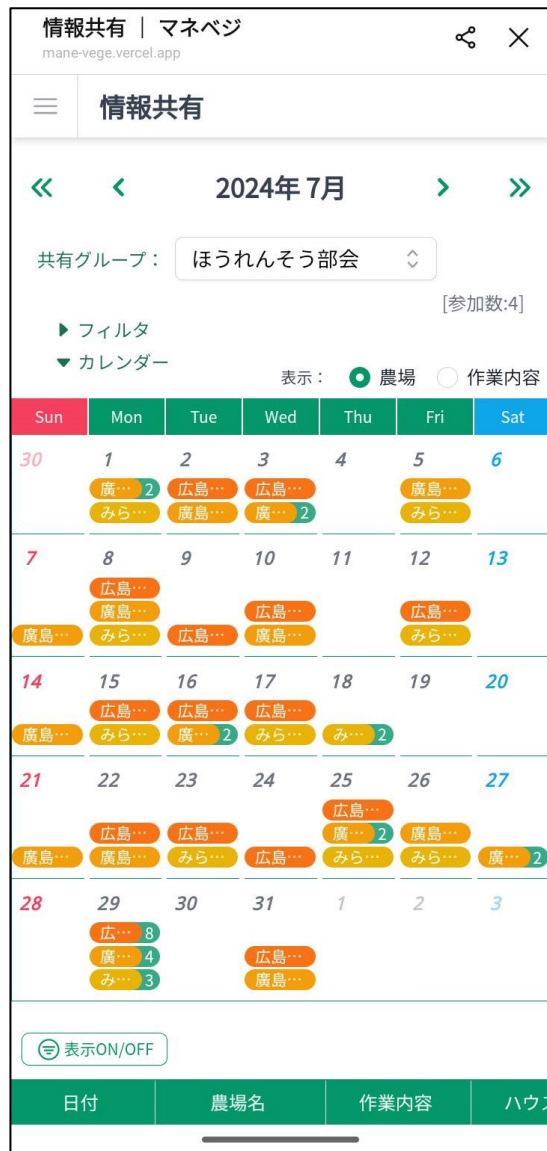 情報共有 | マネベジ
mane-vege.vercel.app
情報共有
2024年 7月
共有グループ： ほうれんそう部会
[参加数:4]
フィルタ
カレンダー
表示： 農場 作業内容
Sun Mon Tue Wed Thu Fri Sat
30 1 2 3 4 5 6
廣… 2 広島… 広島… 廣島…
みら… 廣島… 廣… 2 みら…
7 8 9 10 11 12 13
広島…
廣島… 広島… 広島…
廣島… みら… 広島… 廣島… みら…
14 15 16 17 18 19 20
広島… 広島… 広島…
廣島… みら… 廣… 2 みら… み… 2
21 22 23 24 25 26 27
広島…
広島… 広島… 廣… 2 廣島…
廣島… 廣島… みら… 広島… みら… みら… 廣… 2
28 29 30 31 1 2 3
広… 8
廣… 4 広島…
み… 3 廣島…
表示ON/OFF
日付 農場名 作業内容 ハウス